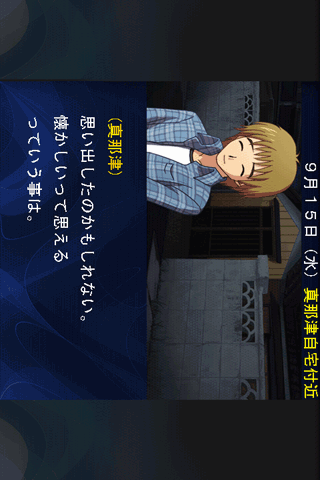 ９月１５日（水）真那津自宅付近
（真那津）
思い出したのかもしれない。
懐かしいって思える
っていう事は。